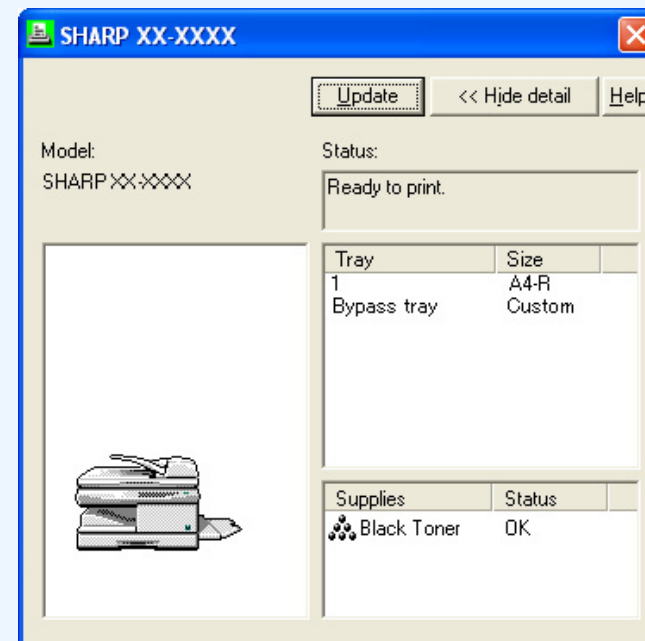 SHARP XX-XXXX
Update << Hide detail Help
Model:
SHARP XX-XXXX
Status:
Ready to print.
Tray Size
1 A4-R
Bypass tray Custom
Supplies Status
Black Toner OK